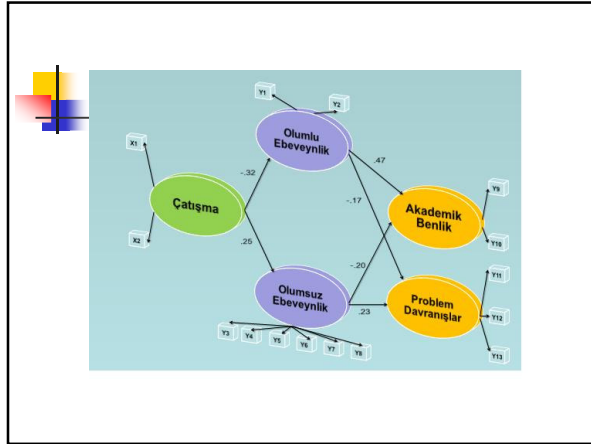 Y1
Y2
X1
Olumlu
Ebeveynlik
-.32
.47
Y9
Çatışma
-.17
Akademik
Benlik
X2
.25
-.20
Y10
Y11
Olumsuz
Ebeveynlik
.23
Problem
Davranışlar
Y12
Y3
Y4
Y5
Y6
Y7
Y8
Y13